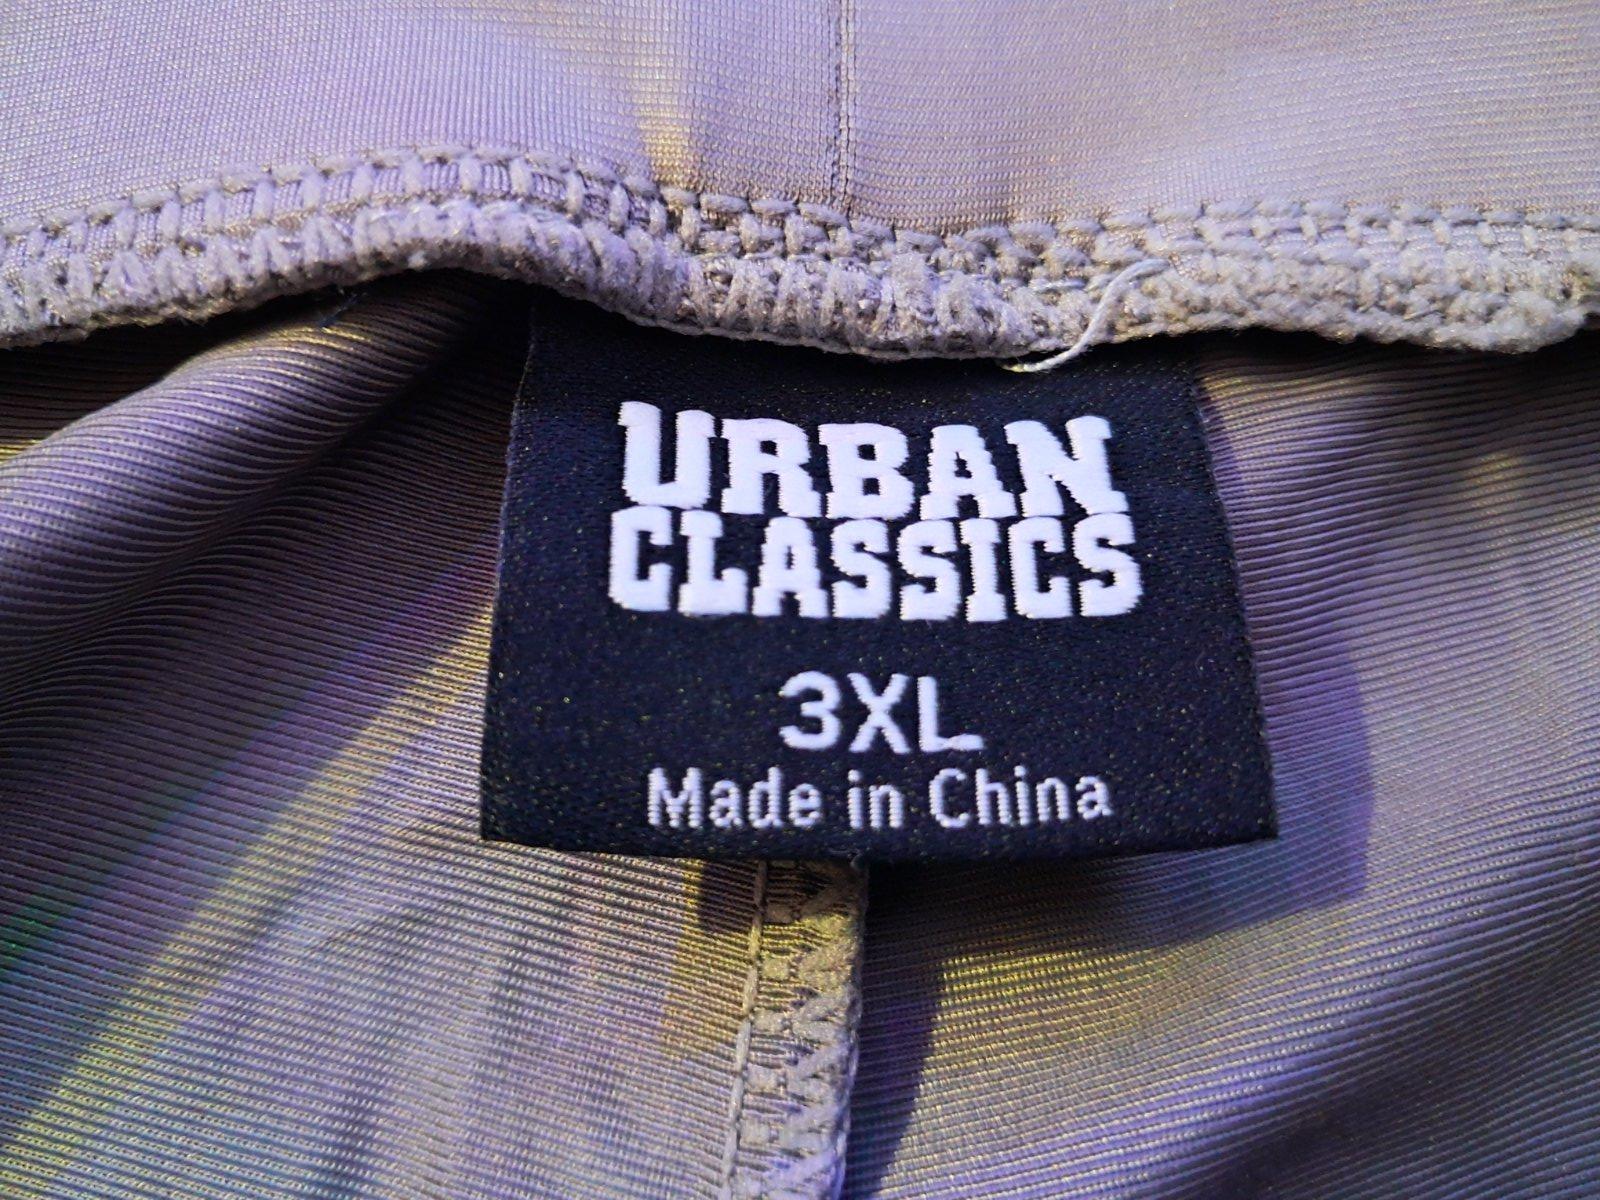 URBAN
CLASSICS
3XL
Made in China